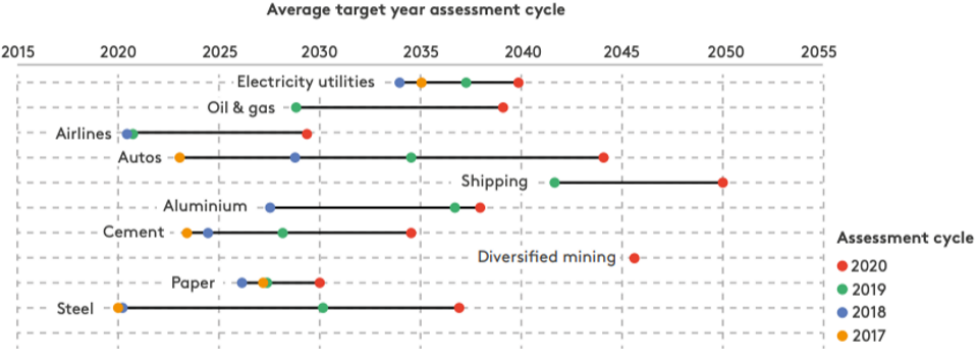 Average target year assessment cycle
2015 2020 2025 2030 2035 2040 2045 2050 2055
Electricity utilities
Oil & gas
Airlines
Autos
Shipping
Aluminium
Cement
Diversified mining
Paper
Steel
Assessment cycle
2020
2019
2018
2017